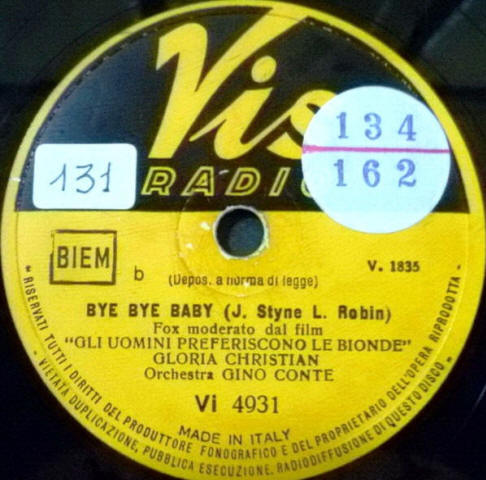 Vis
RADIO
134
162
131
BIEM
b
(Depos. a norma di legge)
V. 1835
BYE BYE BABY (J. Styne L. Robin)
Fox moderato dal film
"GLI UOMINI PREFERISCONO LE BIONDE"
GLORIA CHRISTIAN
Orchestra GINO CONTE
Vi 4931
MADE IN ITALY
RISERVATI TUTTI I DIRITTI DEL PRODUTTORE FONOGRAFICO E DEL PROPRIETARIO DELL'OPERA RIPRODOTTA -
VIETATA DUPLICAZIONE, PUBBLICA ESECUZIONE, RADIODIFFUSIONE DI QUESTO DISCO